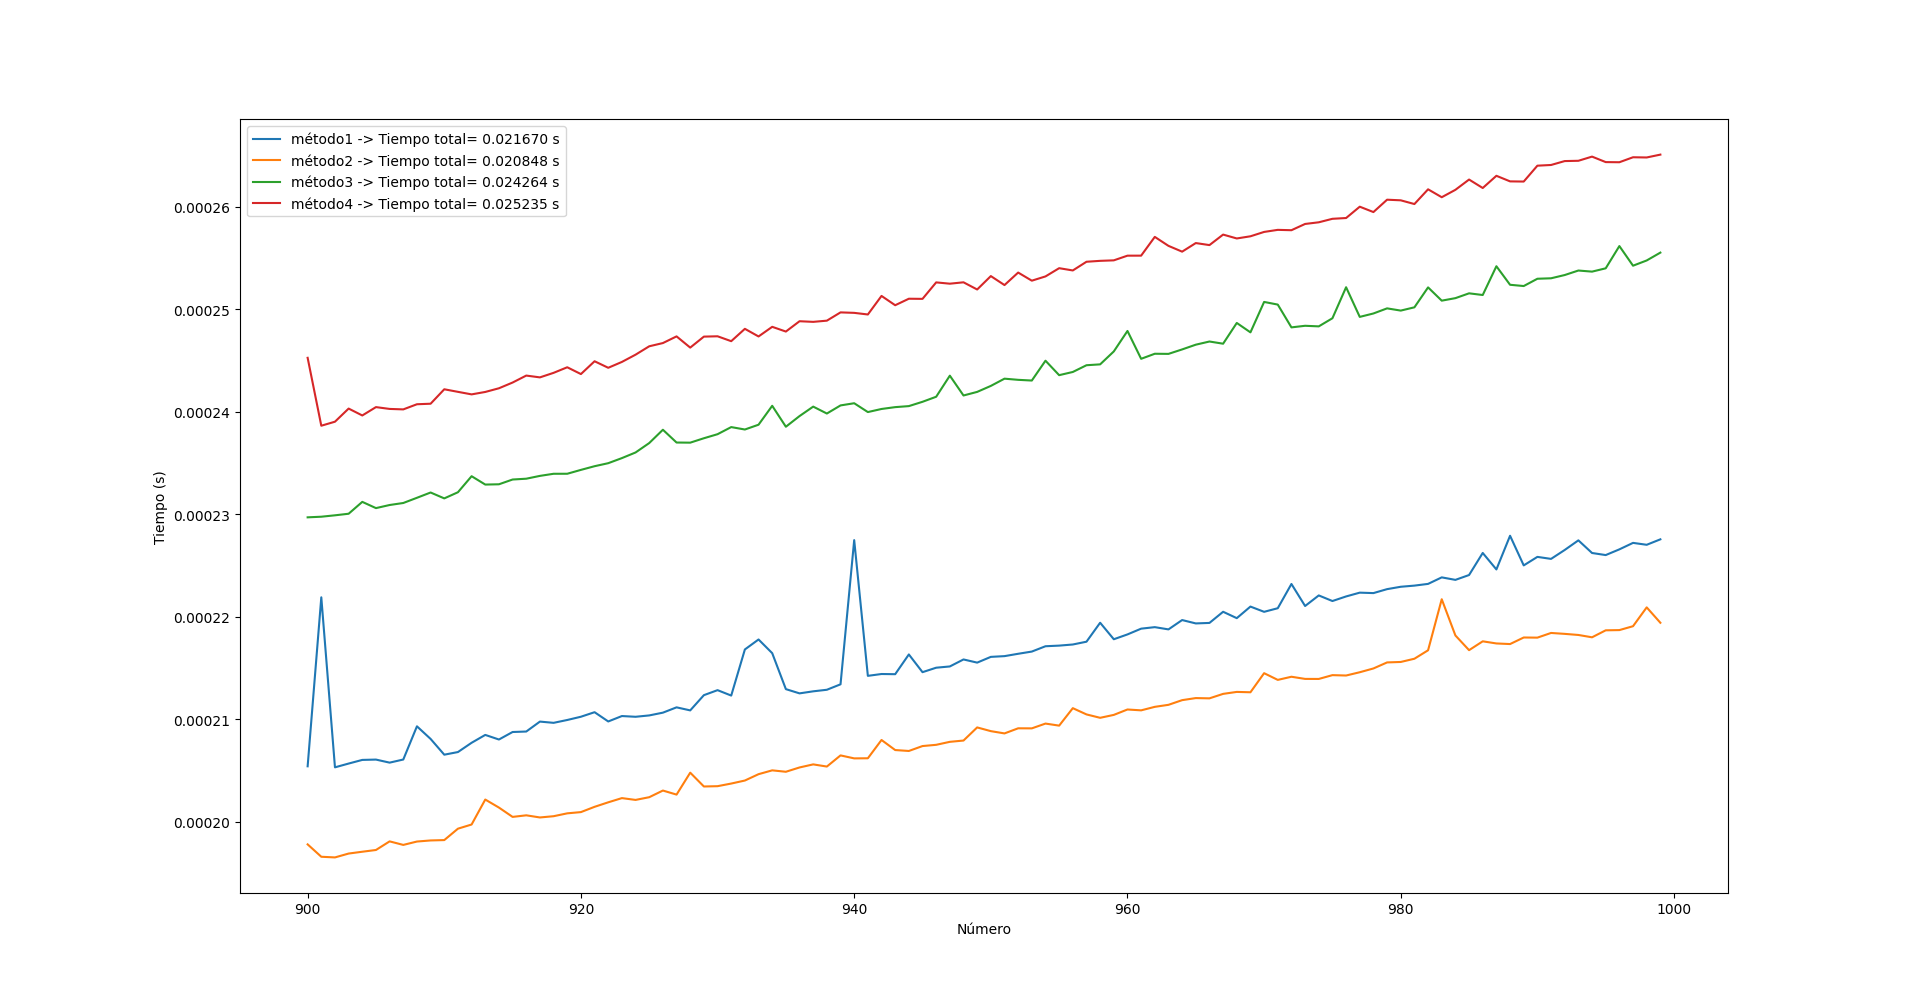 método1 -> Tiempo total= 0.021670 s
método2 -> Tiempo total= 0.020848 s
método3 -> Tiempo total= 0.024264 s
método4 -> Tiempo total= 0.025235 s
0.00026
0.00025
0.00024
0.00023
0.00022
0.00021
0.00020
Tiempo (s)
900 920 940 960 980 1000
Número